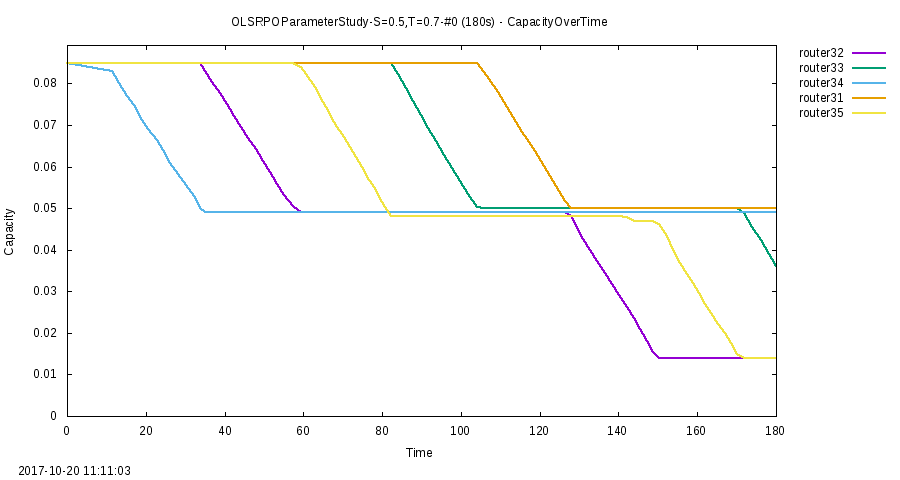 OLSRPOParameterStudy-S=0.5,T=0.7-#0 (180s) - CapacityOverTime
router32
router33
router34
router31
router35
0.08
0.07
0.06
0.05
0.04
0.03
0.02
0.01
0
Capacity
0 20 40 60 80 100 120 140 160 180
Time
2017-10-20 11:11:03